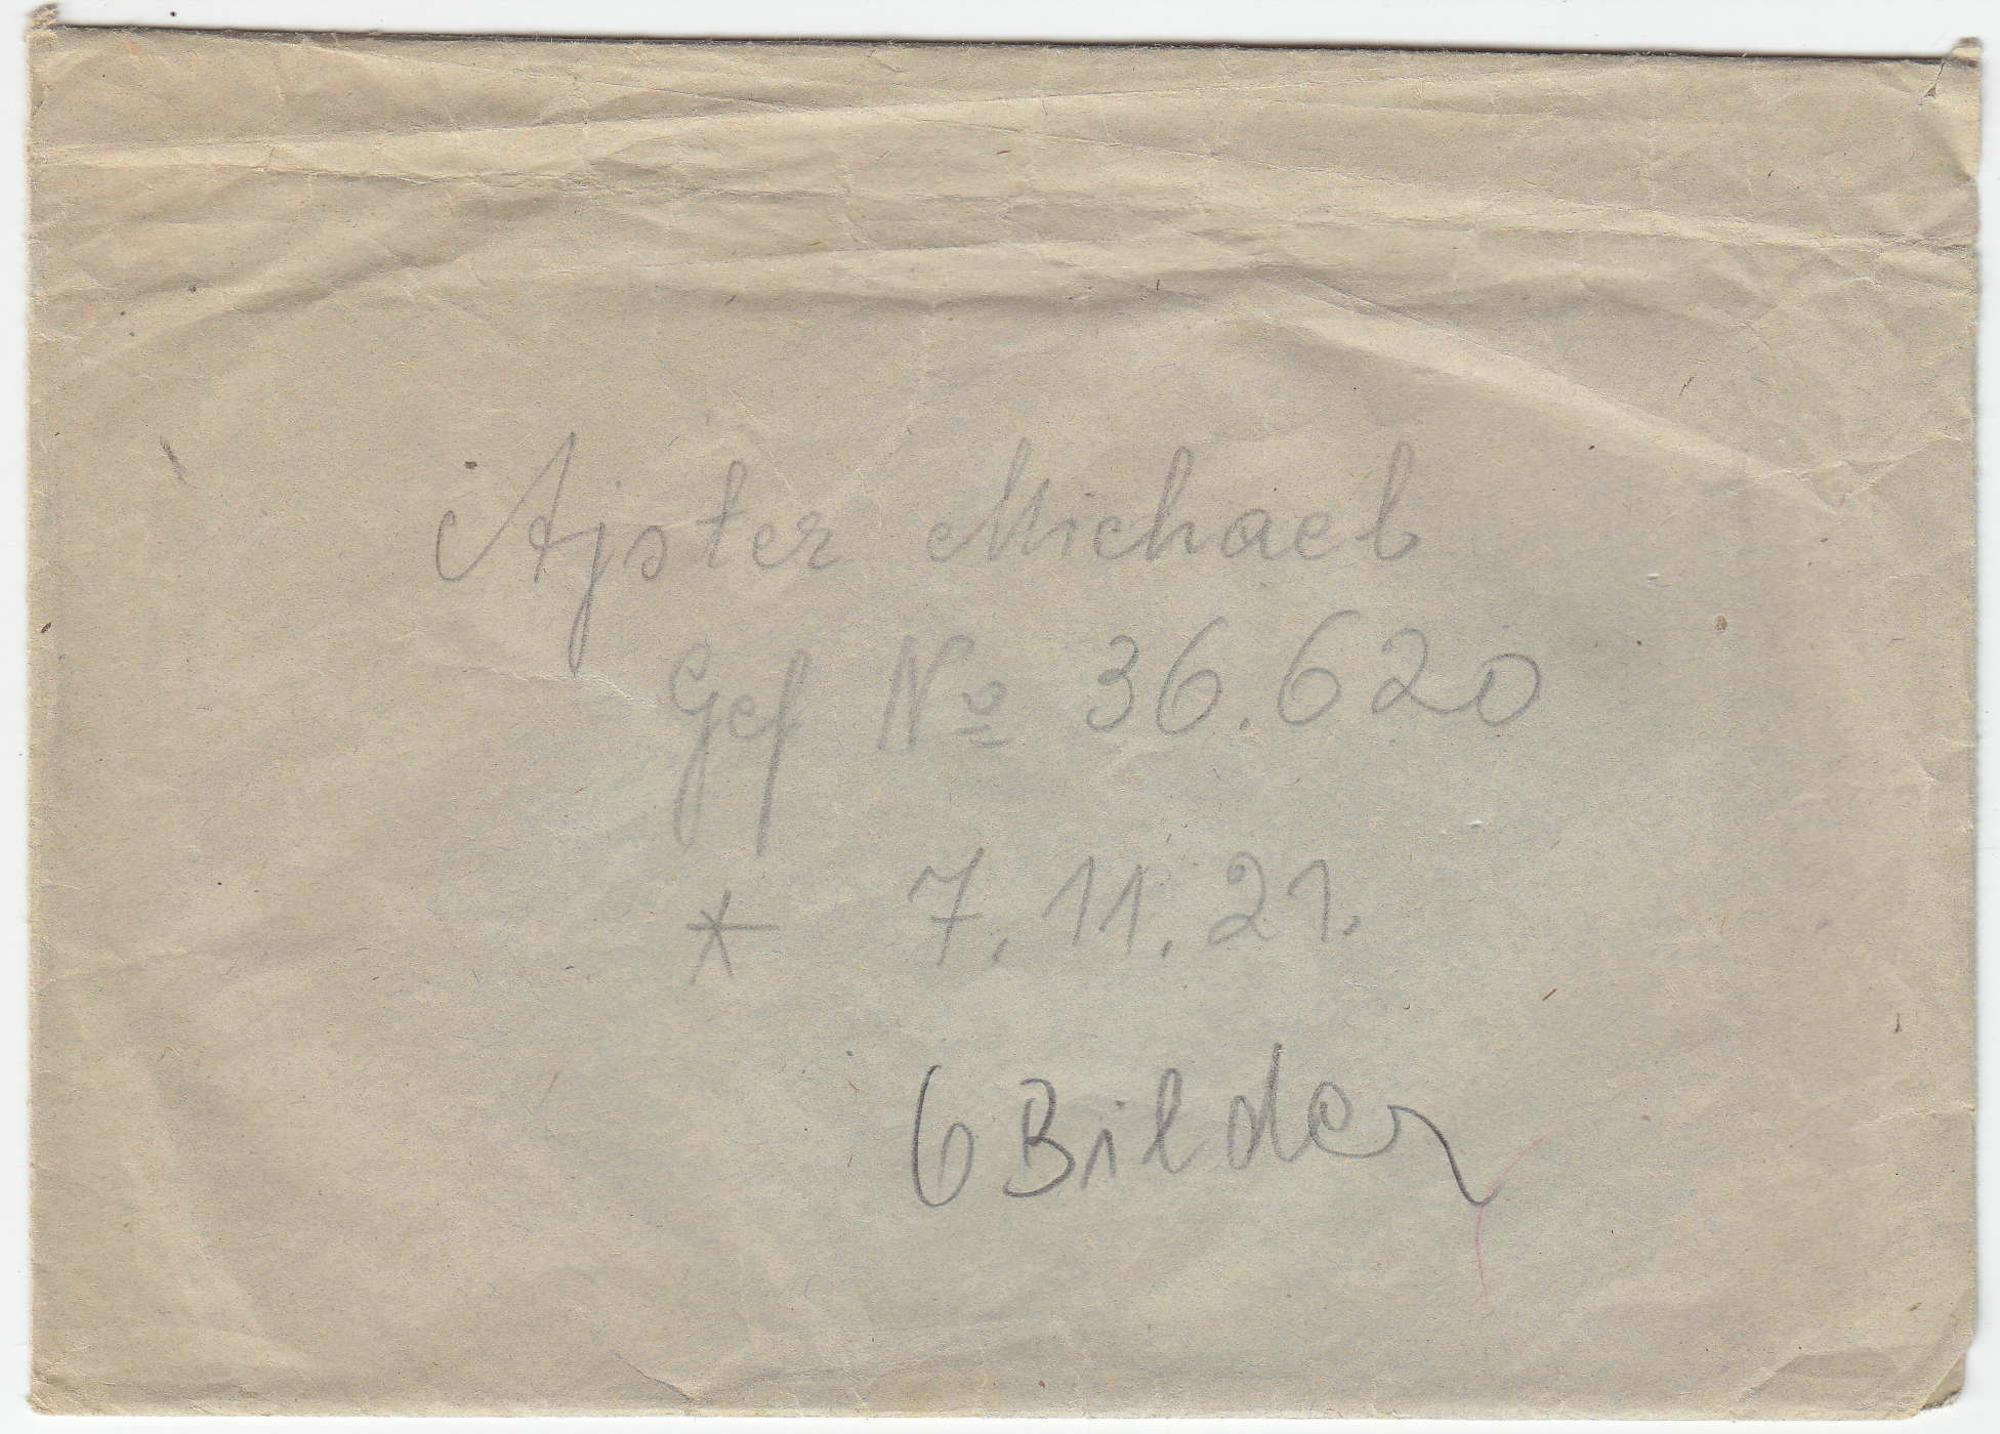 Ajster Michael
Gef Nº 36.620
* 7.11.21.
6 Bilder